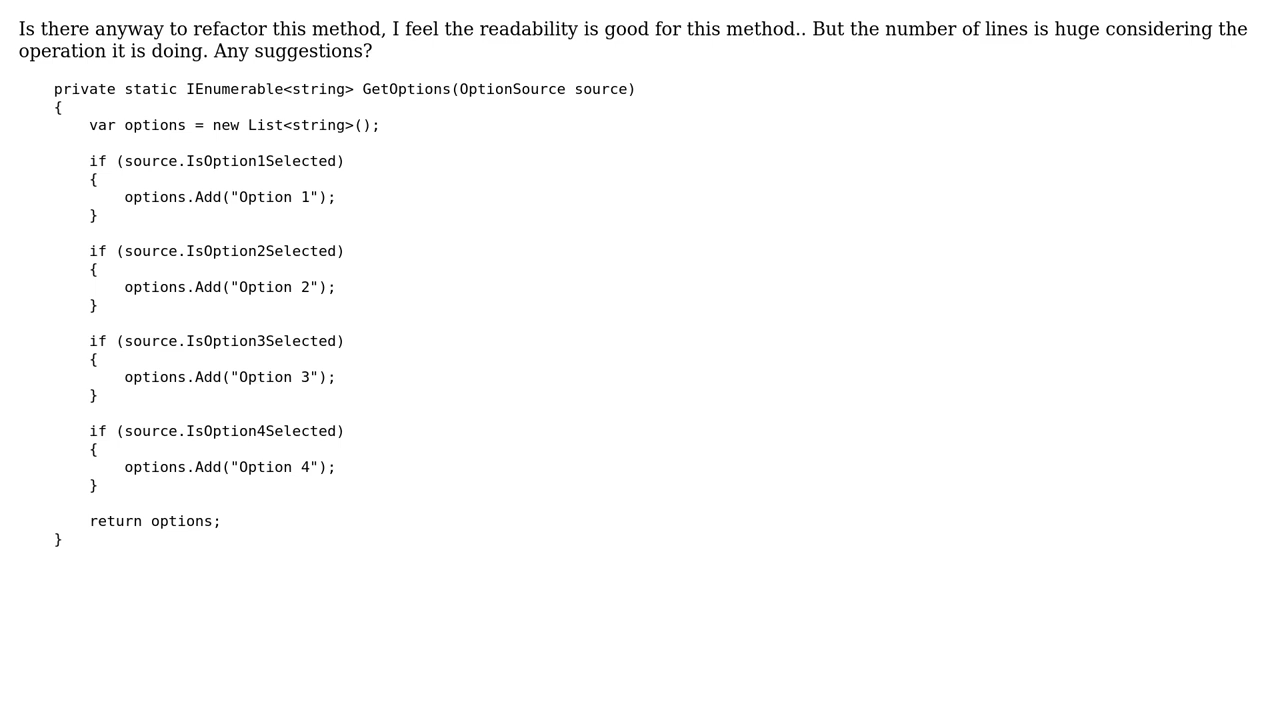 Is there anyway to refactor this method, I feel the readability is good for this method.. But the number of lines is huge considering the
operation it is doing. Any suggestions?
private static IEnumerable<string> GetOptions(OptionSource source)
{
var options = new List<string>();
if (source.IsOption1Selected)
{
options.Add("Option 1");
}
if (source.IsOption2Selected)
{
options.Add("Option 2");
}
if (source.IsOption3Selected)
{
options.Add("Option 3");
}
if (source.IsOption4Selected)
{
options.Add("Option 4");
}
return options;
}